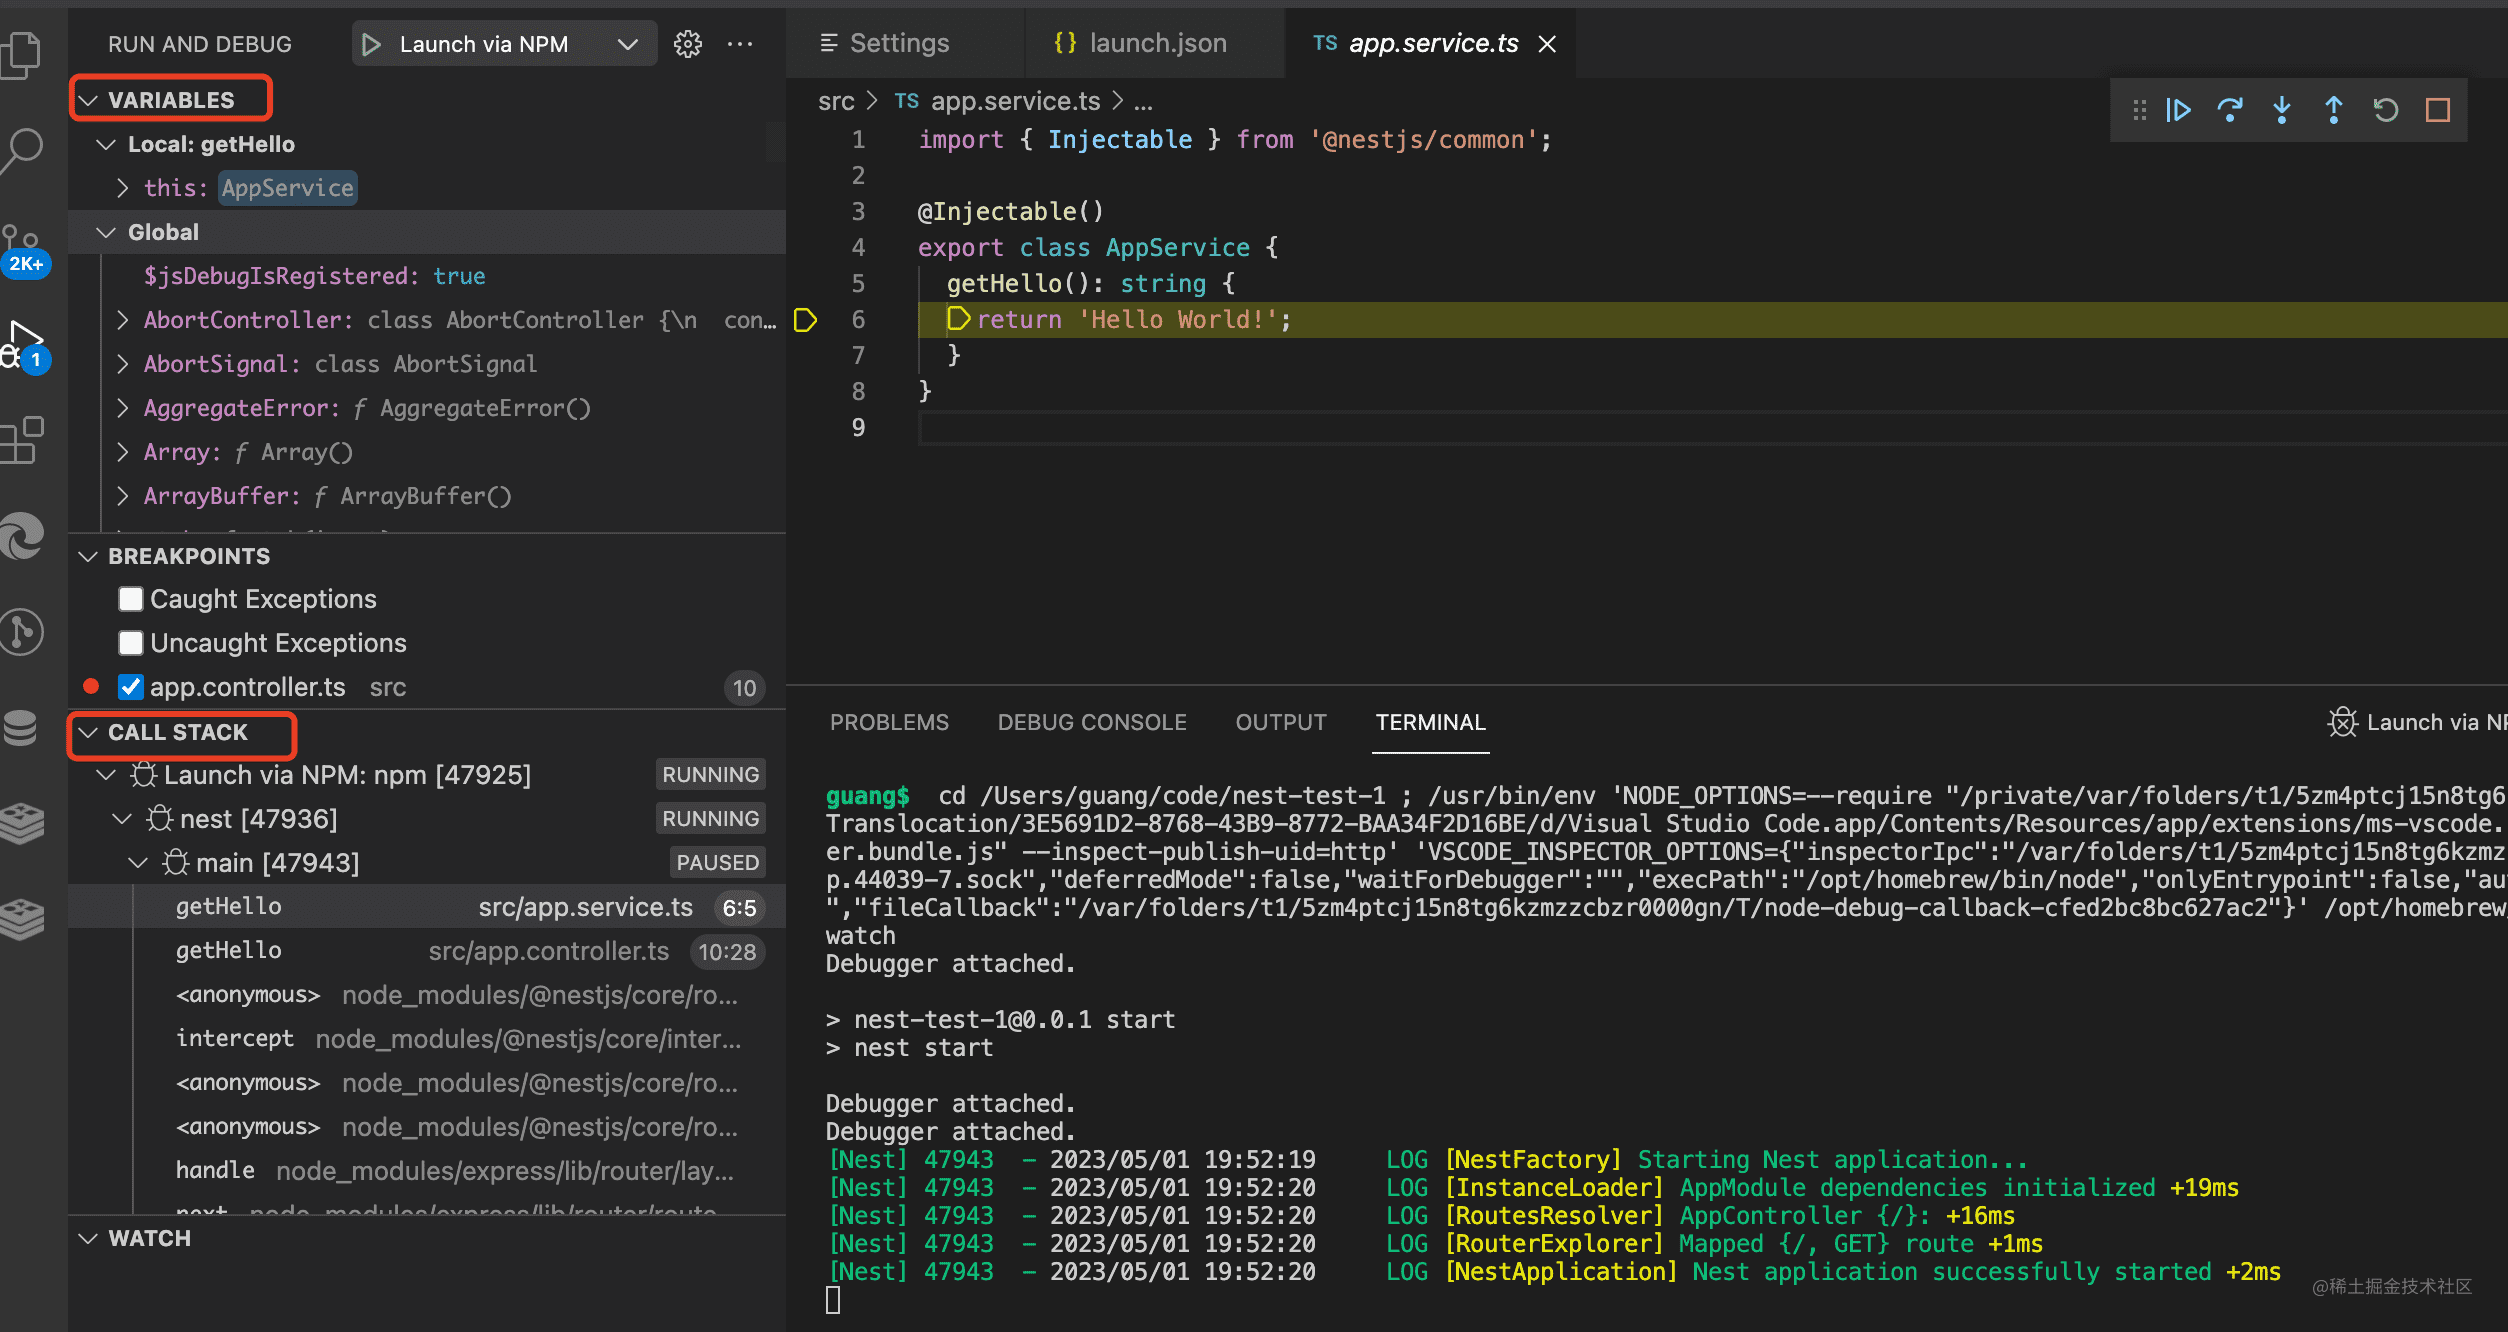 RUN AND DEBUG
Launch via NPM
VARIABLES
Local: getHello
this: AppService
Global
$jsDebugIsRegistered: true
AbortController: class AbortController {\n con…
AbortSignal: class AbortSignal
AggregateError: ƒ AggregateError()
Array: ƒ Array()
ArrayBuffer: ƒ ArrayBuffer()
BREAKPOINTS
Caught Exceptions
Uncaught Exceptions
app.controller.ts src 10
CALL STACK
Launch via NPM: npm [47925] RUNNING
nest [47936] RUNNING
main [47943] PAUSED
getHello src/app.service.ts 6:5
getHello src/app.controller.ts 10:28
<anonymous> node_modules/@nestjs/core/ro...
intercept node_modules/@nestjs/core/inter...
<anonymous> node_modules/@nestjs/core/ro...
<anonymous> node_modules/@nestjs/core/ro...
handle node_modules/express/lib/router/lay...
next node_modules/express/lib/router/route
WATCH
2K+
1
Settings
{} launch.json
TS app.service.ts
src > TS app.service.ts > ...
1 import { Injectable } from '@nestjs/common';
2
3 @Injectable()
4 export class AppService {
5 getHello(): string {
6 return 'Hello World!';
7 }
8 }
9
PROBLEMS DEBUG CONSOLE OUTPUT TERMINAL
Launch via NP
guang$ cd /Users/guang/code/nest-test-1 ; /usr/bin/env 'NODE_OPTIONS=--require "/private/var/folders/t1/5zm4ptcj15n8tg6
Translocation/3E5691D2-8768-43B9-8772-BAA34F2D16BE/d/Visual Studio Code.app/Contents/Resources/app/extensions/ms-vscode.
er.bundle.js" --inspect-publish-uid=http' 'VSCODE_INSPECTOR_OPTIONS={"inspectorIpc":"/var/folders/t1/5zm4ptcj15n8tg6kzmz
p.44039-7.sock","deferredMode":false,"waitForDebugger":"","execPath":"/opt/homebrew/bin/node","onlyEntrypoint":false,"au
","fileCallback":"/var/folders/t1/5zm4ptcj15n8tg6kzmzzcbzr0000gn/T/node-debug-callback-cfed2bc8bc627ac2"}' /opt/homebrew
watch
Debugger attached.
> nest-test-1@0.0.1 start
> nest start
Debugger attached.
Debugger attached.
[Nest] 47943 - 2023/05/01 19:52:19 LOG [NestFactory] Starting Nest application...
[Nest] 47943 - 2023/05/01 19:52:20 LOG [InstanceLoader] AppModule dependencies initialized +19ms
[Nest] 47943 - 2023/05/01 19:52:20 LOG [RoutesResolver] AppController {/}: +16ms
[Nest] 47943 - 2023/05/01 19:52:20 LOG [RouterExplorer] Mapped {/, GET} route +1ms
[Nest] 47943 - 2023/05/01 19:52:20 LOG [NestApplication] Nest application successfully started +2ms
@稀土掘金技术社区